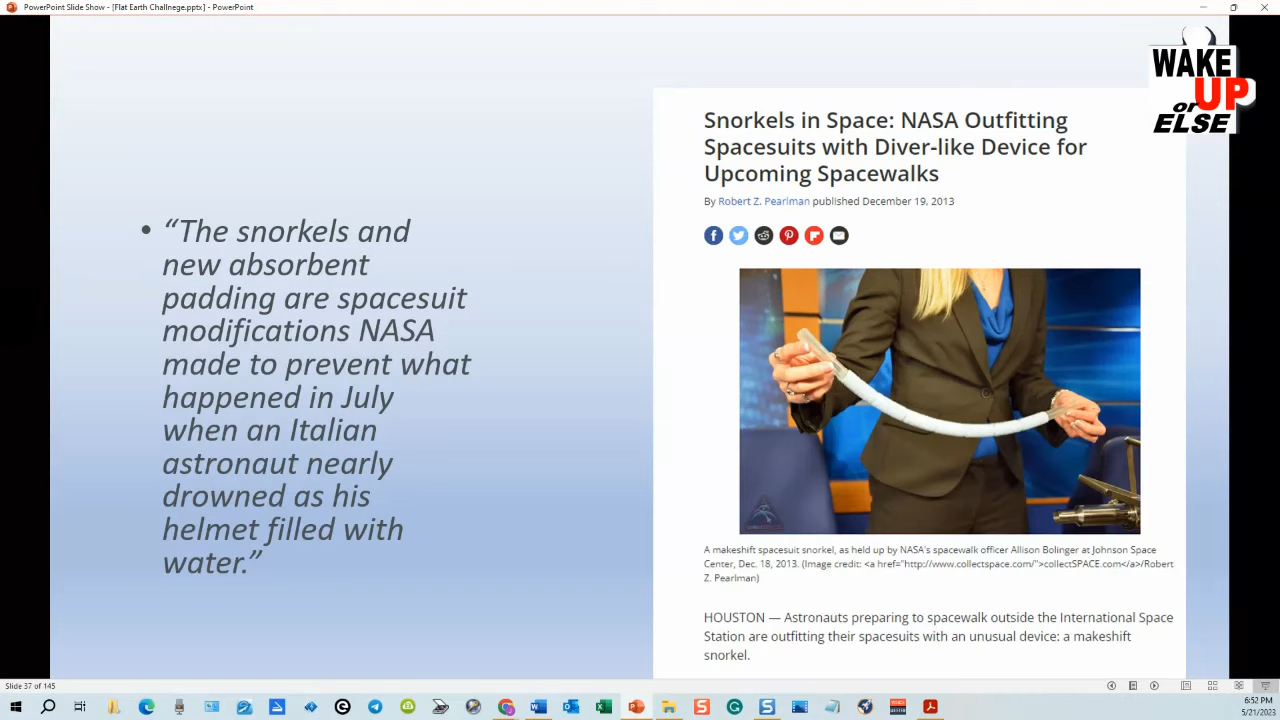 PowerPoint Slide Show - [Flat Earth Challnege.pptx] - PowerPoint
WAKE
UP
or
ELSE
• “The snorkels and
new absorbent
padding are spacesuit
modifications NASA
made to prevent what
happened in July
when an Italian
astronaut nearly
drowned as his
helmet filled with
water.”
Snorkels in Space: NASA Outfitting
Spacesuits with Diver-like Device for
Upcoming Spacewalks
By Robert Z. Pearlman published December 19, 2013
A makeshift spacesuit snorkel, as held up by NASA's spacewalk officer Allison Bolinger at Johnson Space
Center, Dec. 18, 2013. (Image credit: <a href="http://www.collectspace.com/">collectSPACE.com</a>/Robert
Z. Pearlman)
HOUSTON — Astronauts preparing to spacewalk outside the International Space
Station are outfitting their spacesuits with an unusual device: a makeshift
snorkel.
Slide 37 of 145
6:52 PM
5/21/2023